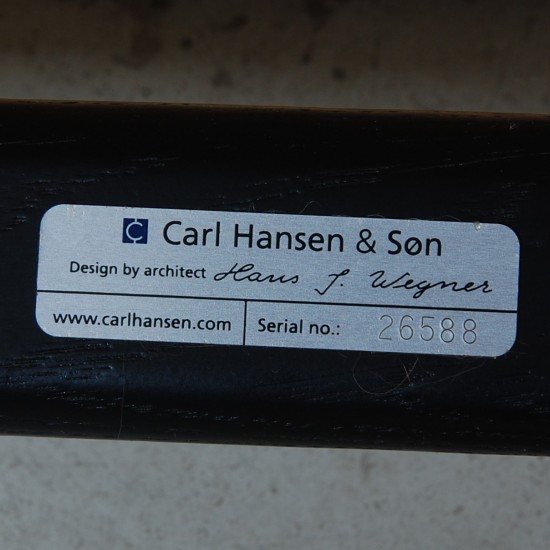 Carl Hansen & Søn
Design by architect Hans J. Wegner
www.carlhansen.com
Serial no.: 26588